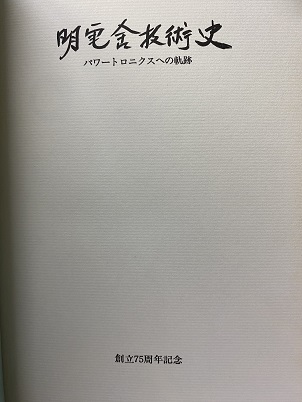 明電舎技術史
パワートロニクスへの軌跡
創立75周年記念